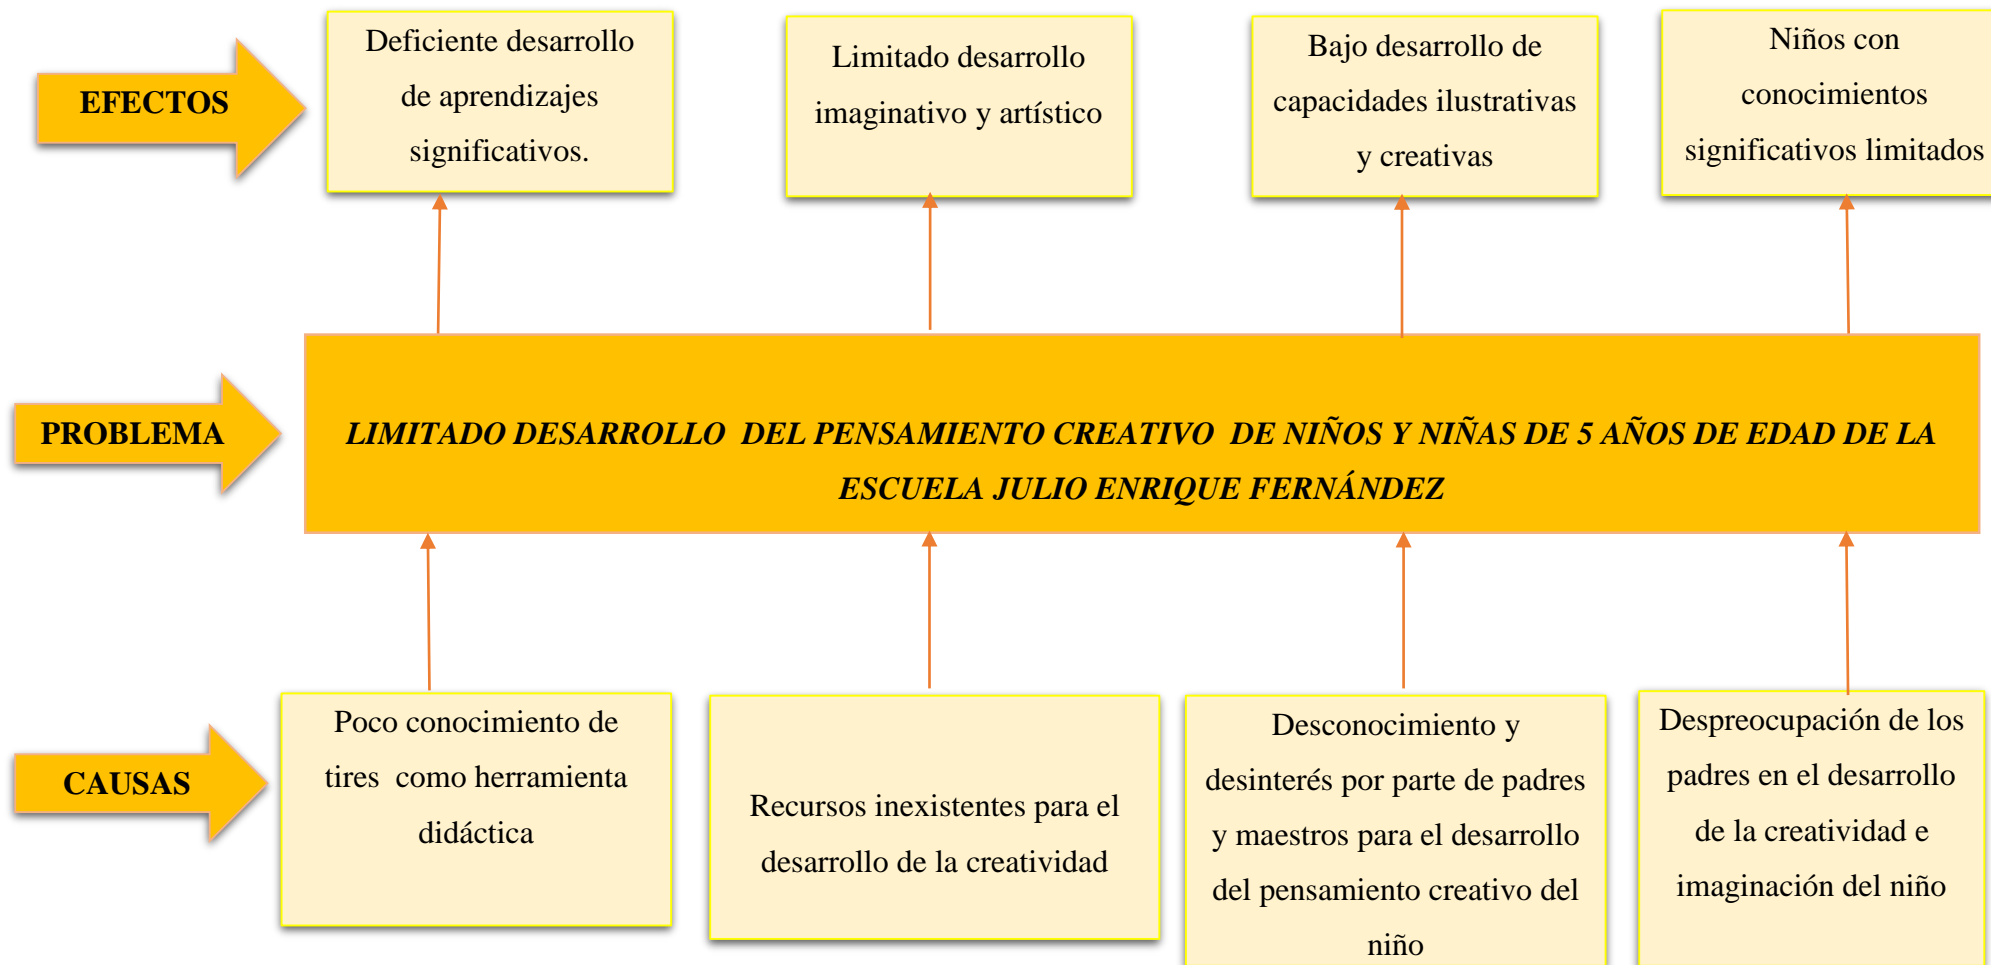 EFECTOS
Deficiente desarrollo
de aprendizajes
significativos.
Limitado desarrollo
imaginativo y artístico
Bajo desarrollo de
capacidades ilustrativas
y creativas
Niños con
conocimientos
significativos limitados
PROBLEMA
LIMITADO DESARROLLO DEL PENSAMIENTO CREATIVO DE NIÑOS Y NIÑAS DE 5 AÑOS DE EDAD DE LA
ESCUELA JULIO ENRIQUE FERNÁNDEZ
CAUSAS
Poco conocimiento de
tires como herramienta
didáctica
Recursos inexistentes para el
desarrollo de la creatividad
Desconocimiento y
desinterés por parte de padres
y maestros para el desarrollo
del pensamiento creativo del
niño
Despreocupación de los
padres en el desarrollo
de la creatividad e
imaginación del niño